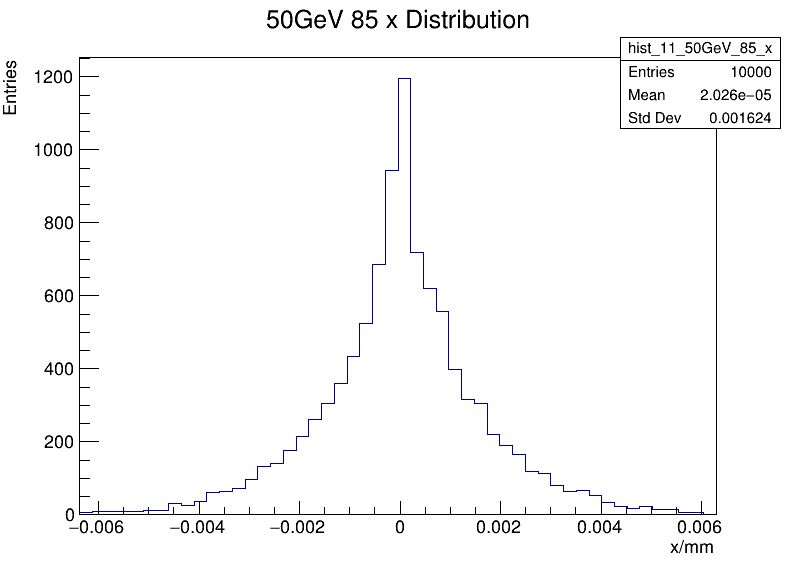 50GeV 85 x Distribution
hist_11_50GeV_85_x
Entries 10000
Mean 2.026e−05
Std Dev 0.001624
Entries
1200
1000
800
600
400
200
0
−0.006 −0.004 −0.002 0 0.002 0.004 0.006
x/mm